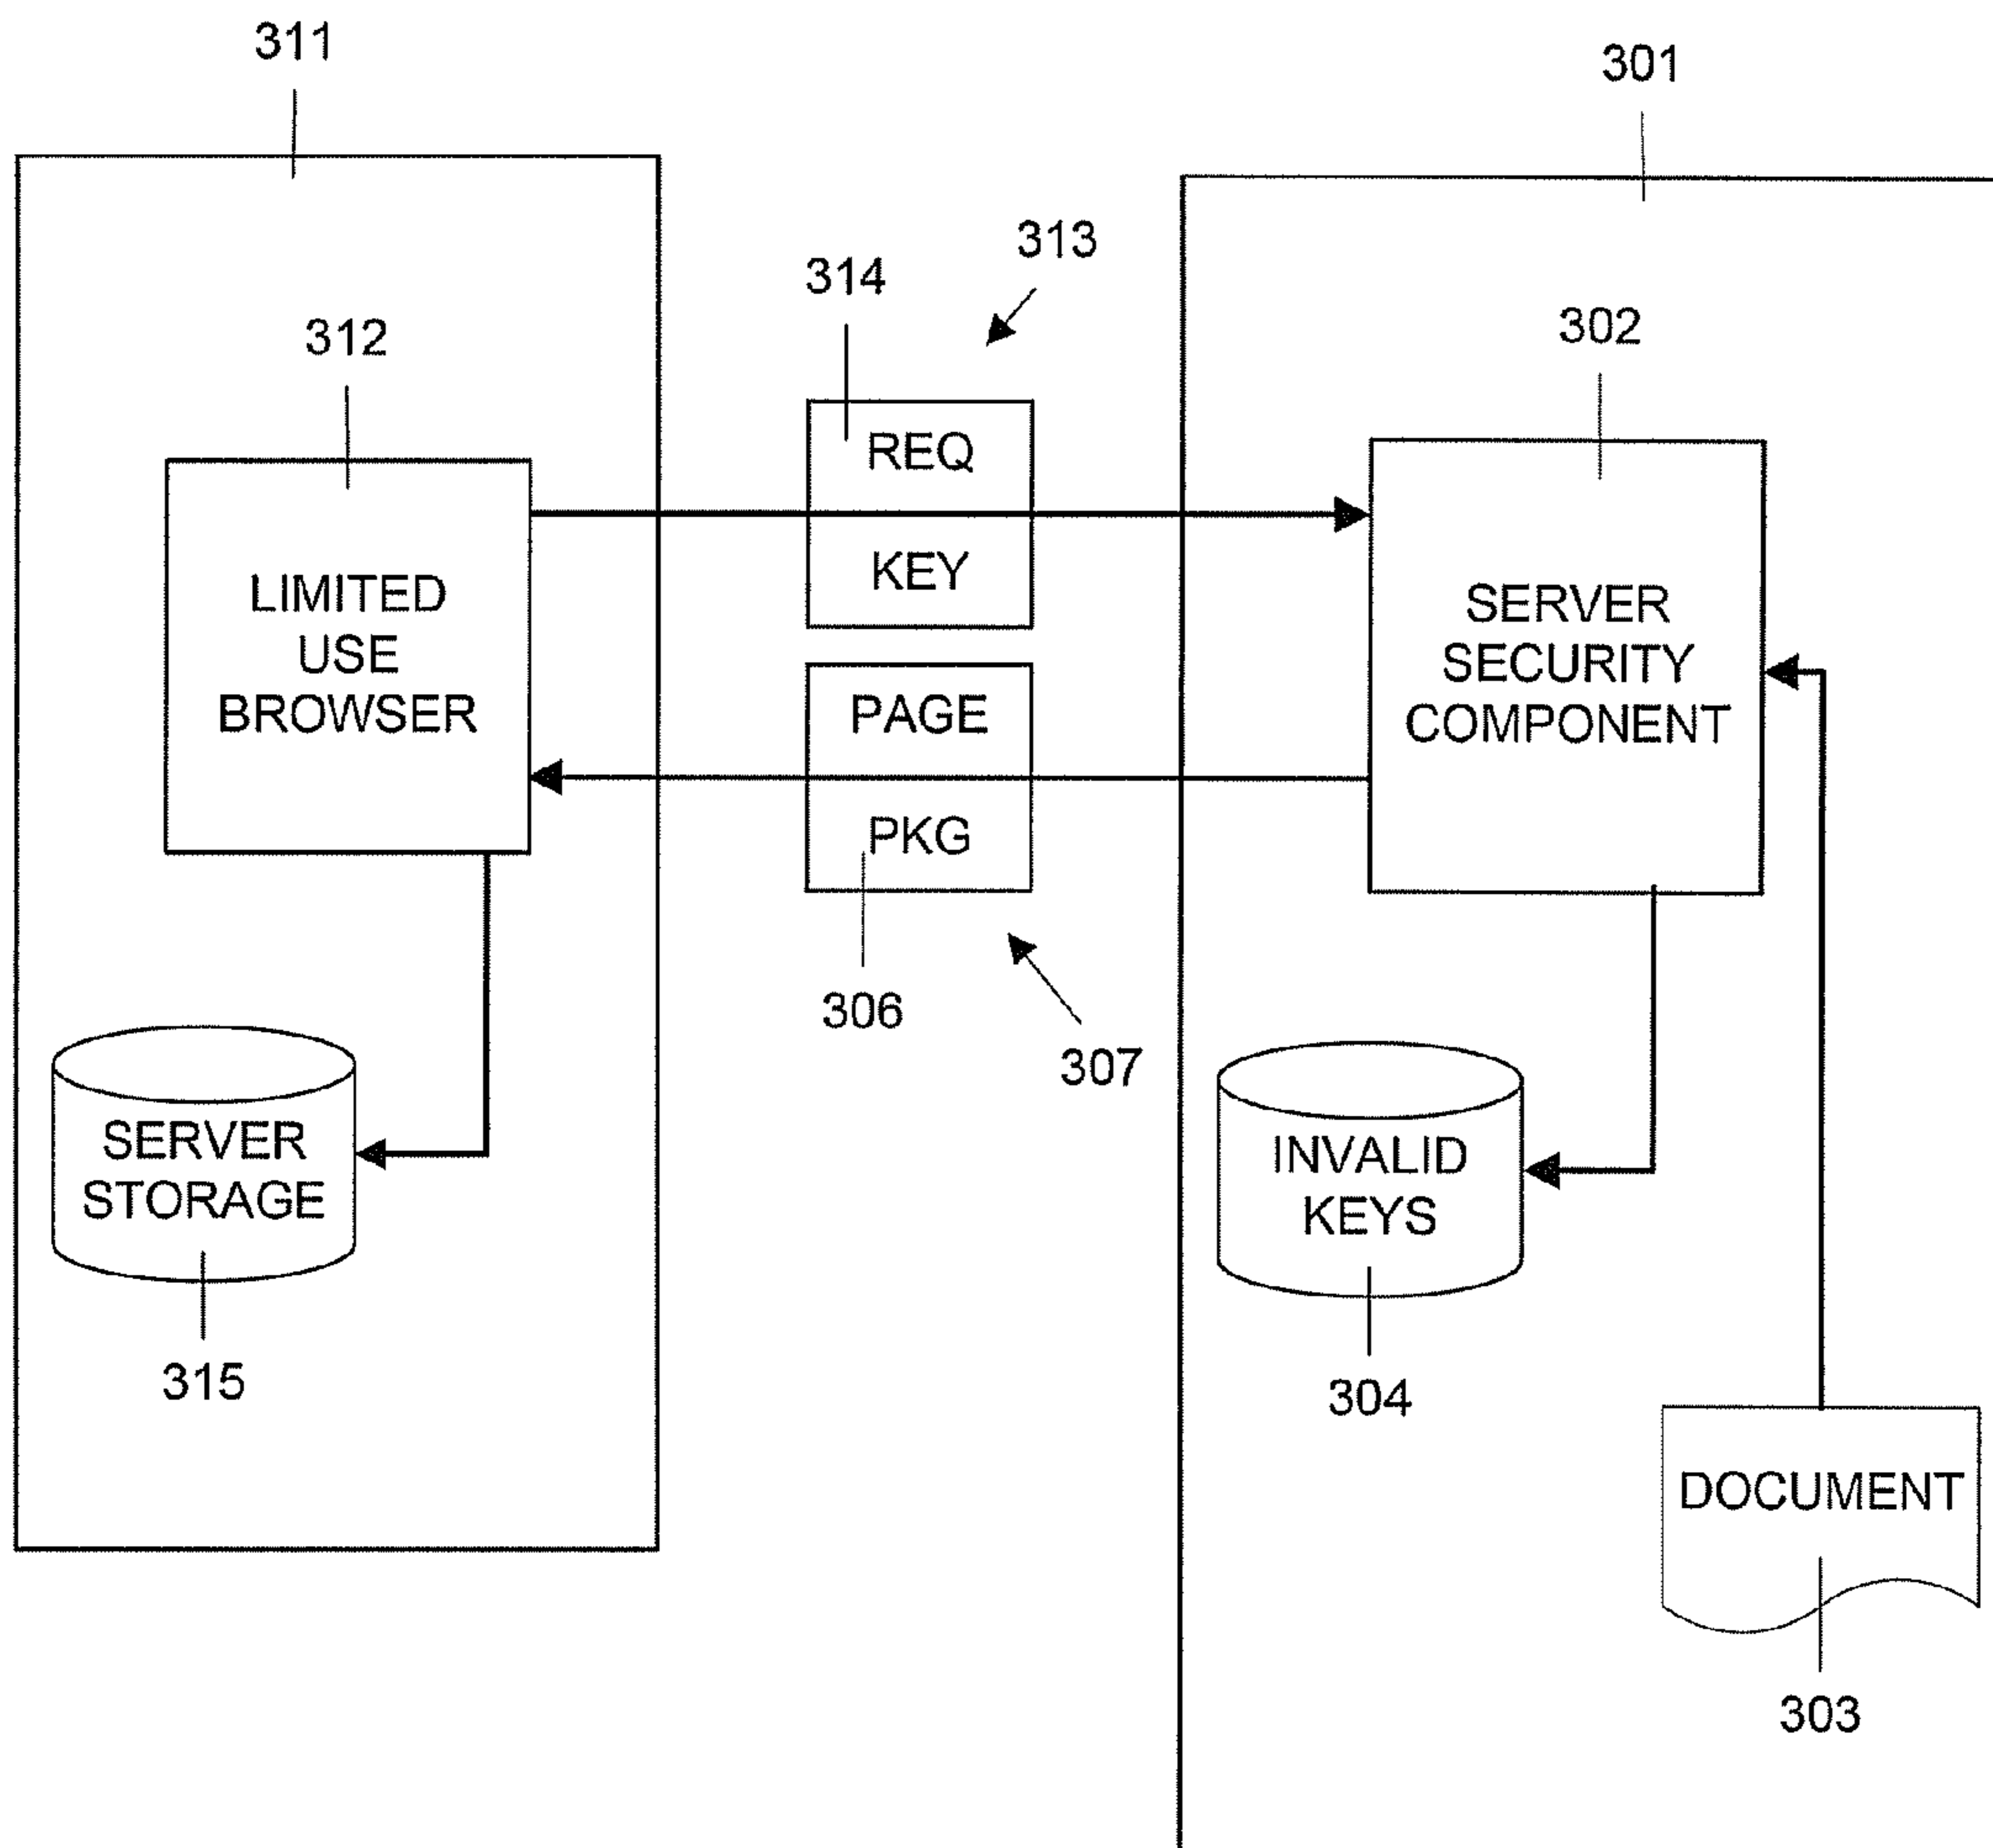 311
301
313
314
312
302
REQ
KEY
LIMITED
USE
BROWSER
SERVER
SECURITY
COMPONENT
PAGE
PKG
306
307
SERVER
STORAGE
INVALID
KEYS
315
304
DOCUMENT
303